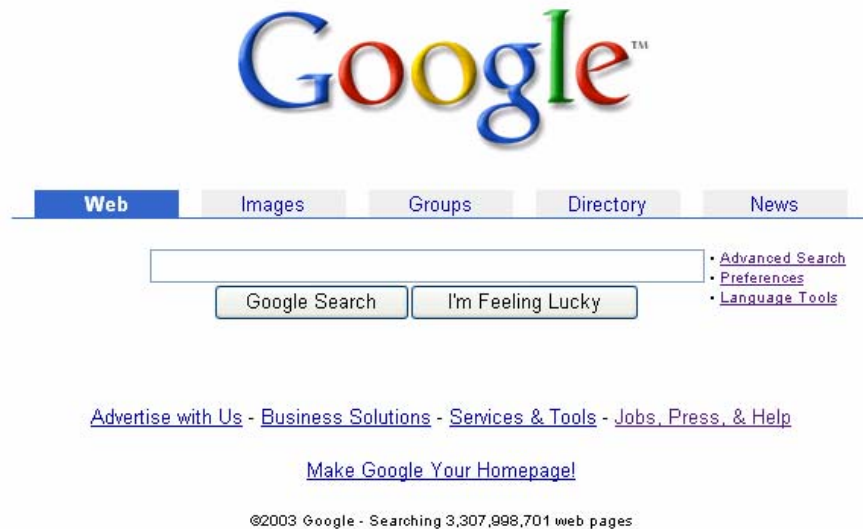 Google™
Web Images Groups Directory News
• Advanced Search
• Preferences
• Language Tools
Google Search I'm Feeling Lucky
Advertise with Us - Business Solutions - Services & Tools - Jobs, Press, & Help
Make Google Your Homepage!
©2003 Google - Searching 3,307,998,701 web pages